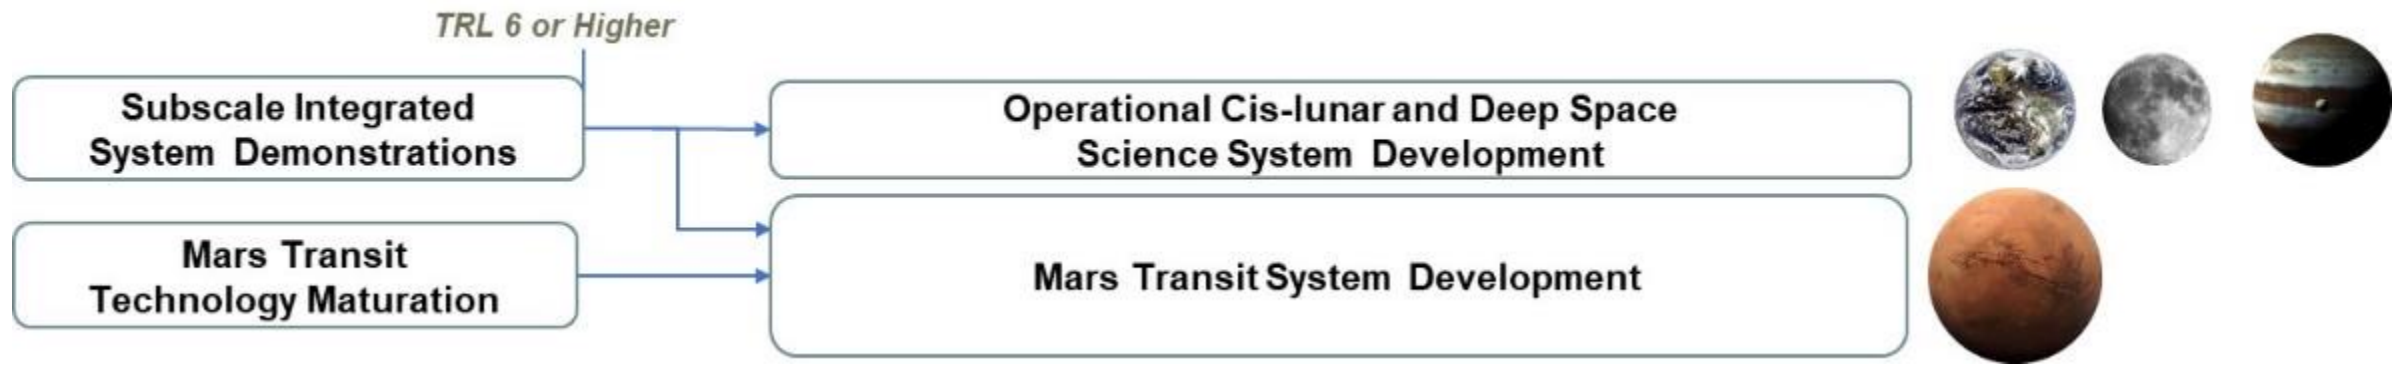 TRL 6 or Higher
Subscale Integrated
System Demonstrations
Operational Cis-lunar and Deep Space
Science System Development
Mars Transit
Technology Maturation
Mars Transit System Development